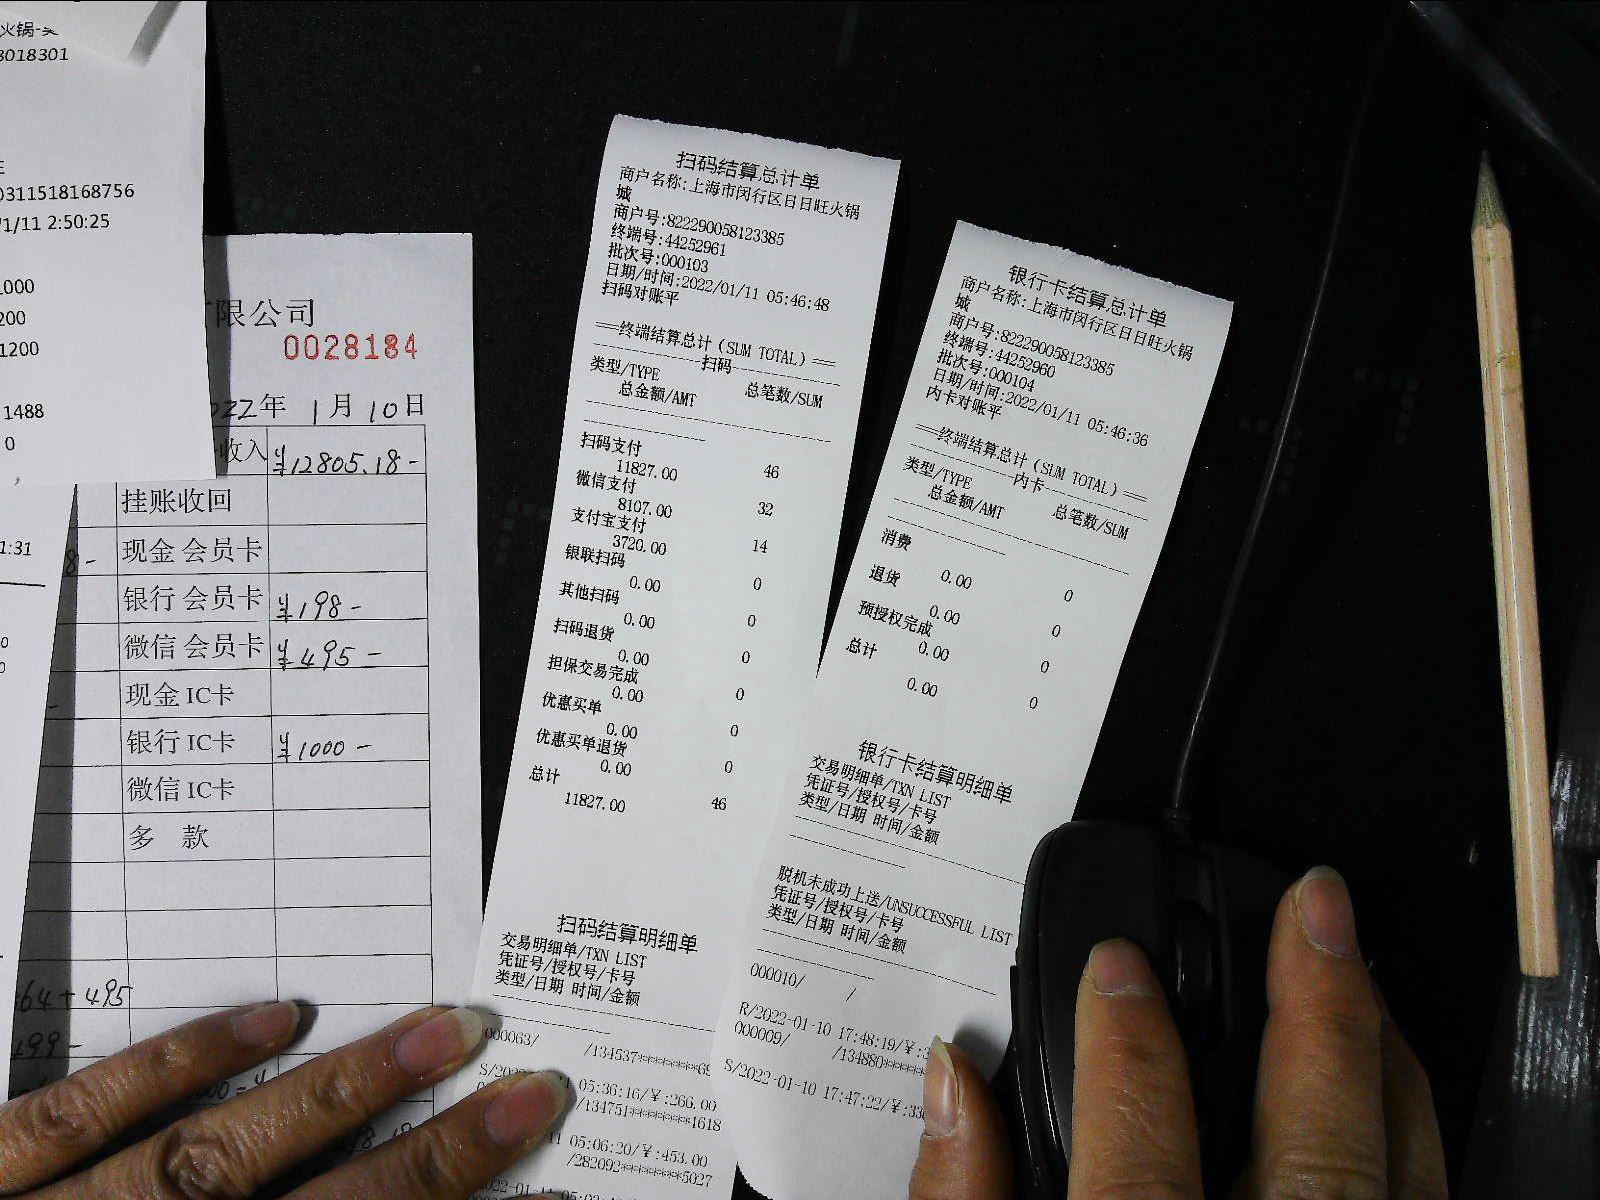 火锅-
3018301
0311518168756
/1/11 2:50:25
1000
200
1200
1488
0
1:31
有限公司
0028184
2022年 1月 10日
收入 ¥12805.18-
挂账收回
8-
现金 会员卡
银行 会员卡 ¥198-
微信 会员卡 ¥495-
现金 IC卡
银行 IC卡 ¥1000-
微信 IC卡
多 款
64+495
499-
扫码结算总计单
商户名称:上海市闵行区日日旺火锅
城
商户号:822290058123385
终端号:44252961
批次号:000103
日期/时间:2022/01/11 05:46:48
扫码对账平
===终端结算总计(SUM TOTAL)===
扫码
类型/TYPE 总笔数/SUM
总金额/AMT
扫码支付
11827.00 46
微信支付
8107.00 32
支付宝支付
3720.00 14
银联扫码
0.00 0
其他扫码
0.00 0
扫码退货
0.00 0
担保交易完成
0.00 0
优惠买单
0.00 0
优惠买单退货
0.00 0
总计
11827.00 46
扫码结算明细单
交易明细单/TXN LIST
凭证号/授权号/卡号
类型/日期 时间/金额
000063/ /134537********69
S/202 11 05:36:16/¥:266.00
/134751********1618
11 05:06:20/¥:453.00
/282092********5027
银行卡结算总计单
商户名称:上海市闵行区日日旺火锅
城
商户号:822290058123385
终端号:44252960
批次号:000104
日期/时间:2022/01/11 05:46:36
内卡对账平
===终端结算总计(SUM TOTAL)===
内卡
类型/TYPE 总笔数/SUM
总金额/AMT
消费
0.00 0
退货
0.00 0
预授权完成
0.00 0
总计
0.00 0
银行卡结算明细单
交易明细单/TXN LIST
凭证号/授权号/卡号
类型/日期 时间/金额
脱机未成功上送/UNSUCCESSFUL LIST
凭证号/授权号/卡号
类型/日期 时间/金额
000010/ /
R/2022-01-10 17:48:19/¥:3
000009/ /134880********
S/2022-01-10 17:47:22/¥:33